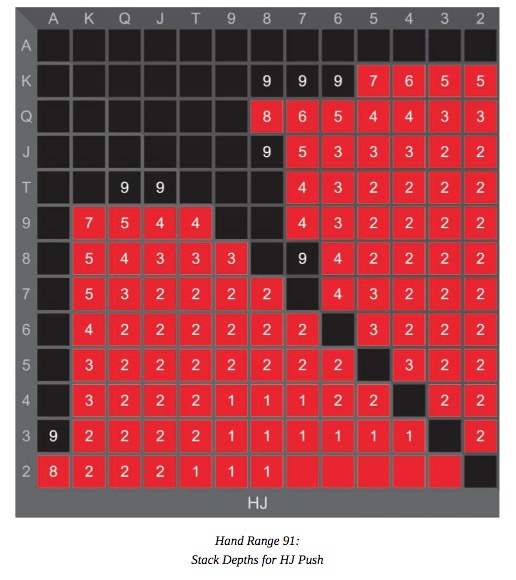 A K Q J T 9 8 7 6 5 4 3 2
A
K 9 9 9 7 6 5 5
Q 8 6 5 4 4 3 3
J 9 5 3 3 3 2 2
T 9 9 4 3 2 2 2 2
9 7 5 4 4 4 3 2 2 2 2
8 5 4 3 3 3 9 4 2 2 2 2
7 5 3 2 2 2 2 4 3 2 2 2
6 4 2 2 2 2 2 2 3 2 2 2
5 3 2 2 2 2 2 2 2 3 2 2
4 3 2 2 2 1 1 1 2 2 2 2
3 9 2 2 2 2 1 1 1 1 1 1 2
2 8 2 2 2 1 1 1
HJ
Hand Range 91:
Stack Depths for HJ Push